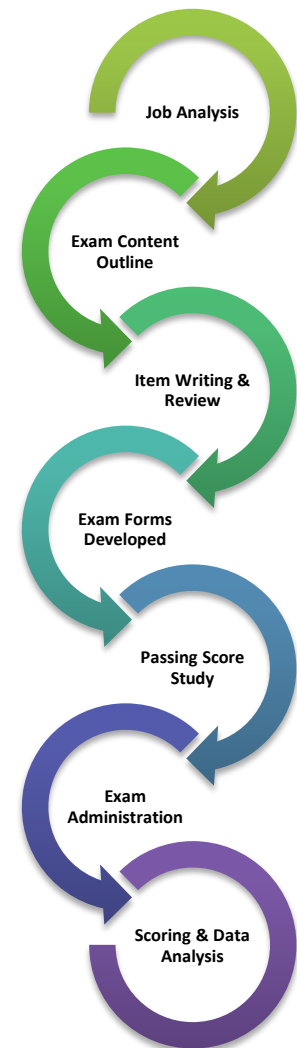 Job Analysis
Exam Content
Outline
Item Writing &
Review
Exam Forms
Developed
Passing Score
Study
Exam
Administration
Scoring & Data
Analysis